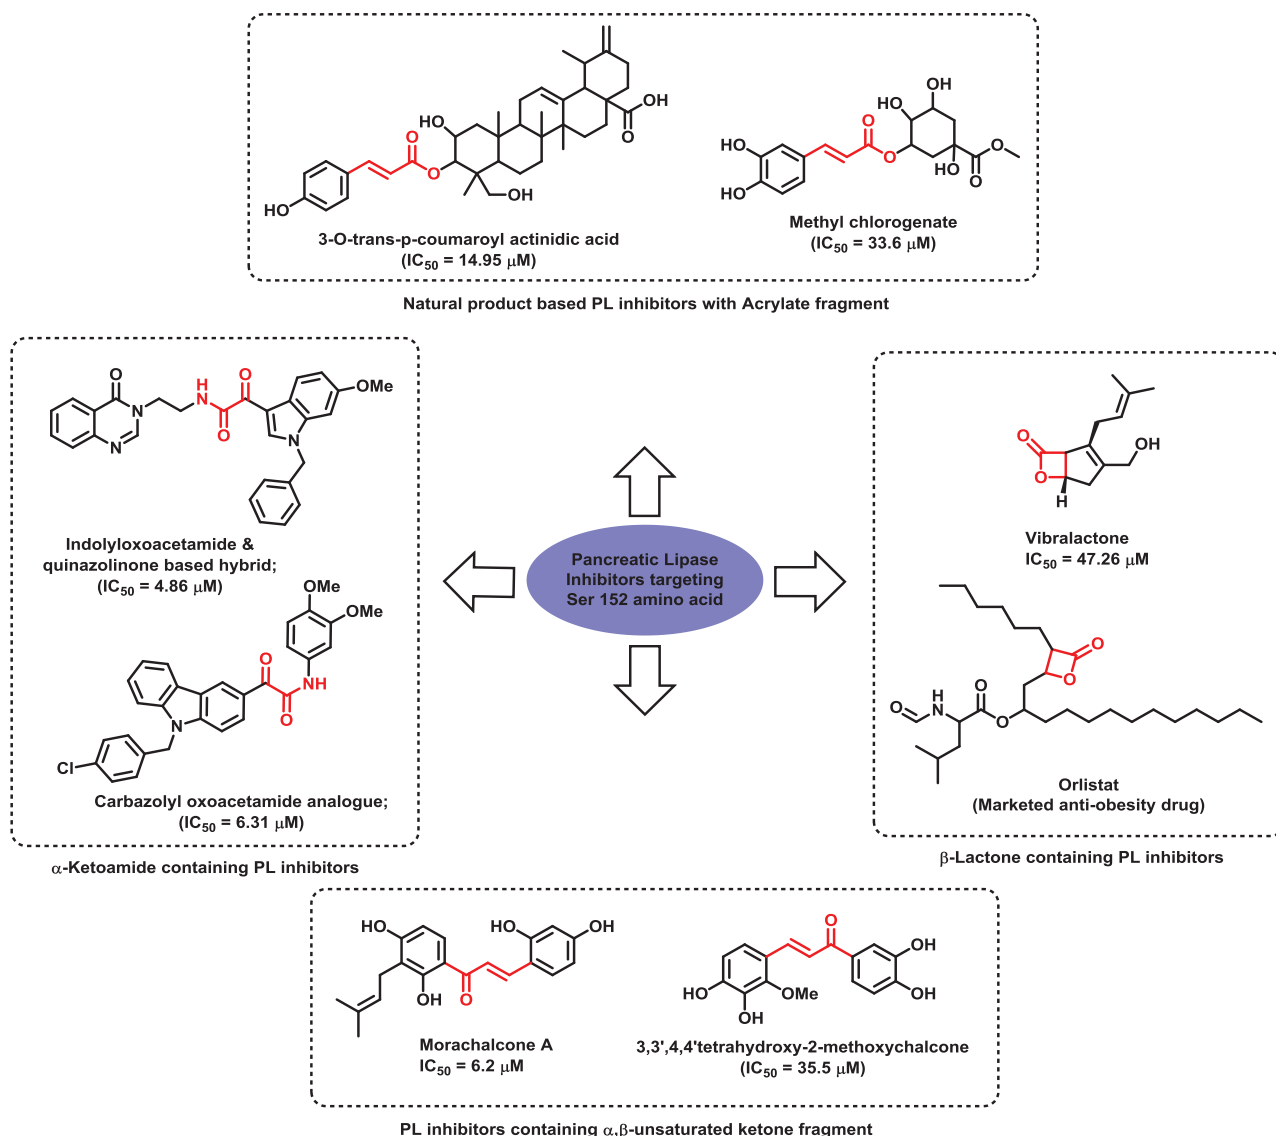 HO
HO
O
O
OH
OH
O
3-O-trans-p-coumaroyl actinidic acid
(IC50 = 14.95 μM)
HO
HO
O
O
HO
OH
HO
O
O
Methyl chlorogenate
(IC50 = 33.6 μM)
Natural product based PL inhibitors with Acrylate fragment
O
N
N
H
N
O
O
N
OMe
Indolyloxoacetamide &
quinazolinone based hybrid;
(IC50 = 4.86 μM)
OMe
OMe
O
NH
O
N
Cl
Carbazolyl oxoacetamide analogue;
(IC50 = 6.31 μM)
α-Ketoamide containing PL inhibitors
Pancreatic Lipase
Inhibitors targeting
Ser 152 amino acid
O
O
H
OH
Vibralactone
IC50 = 47.26 μM
O
O
O
H
N
O
O
Orlistat
(Marketed anti-obesity drug)
β-Lactone containing PL inhibitors
HO
OH
O
HO
OH
Morachalcone A
IC50 = 6.2 μM
O
HO
HO
OMe
OH
OH
3,3',4,4'tetrahydroxy-2-methoxychalcone
(IC50 = 35.5 μM)
PL inhibitors containing α,β-unsaturated ketone fragment